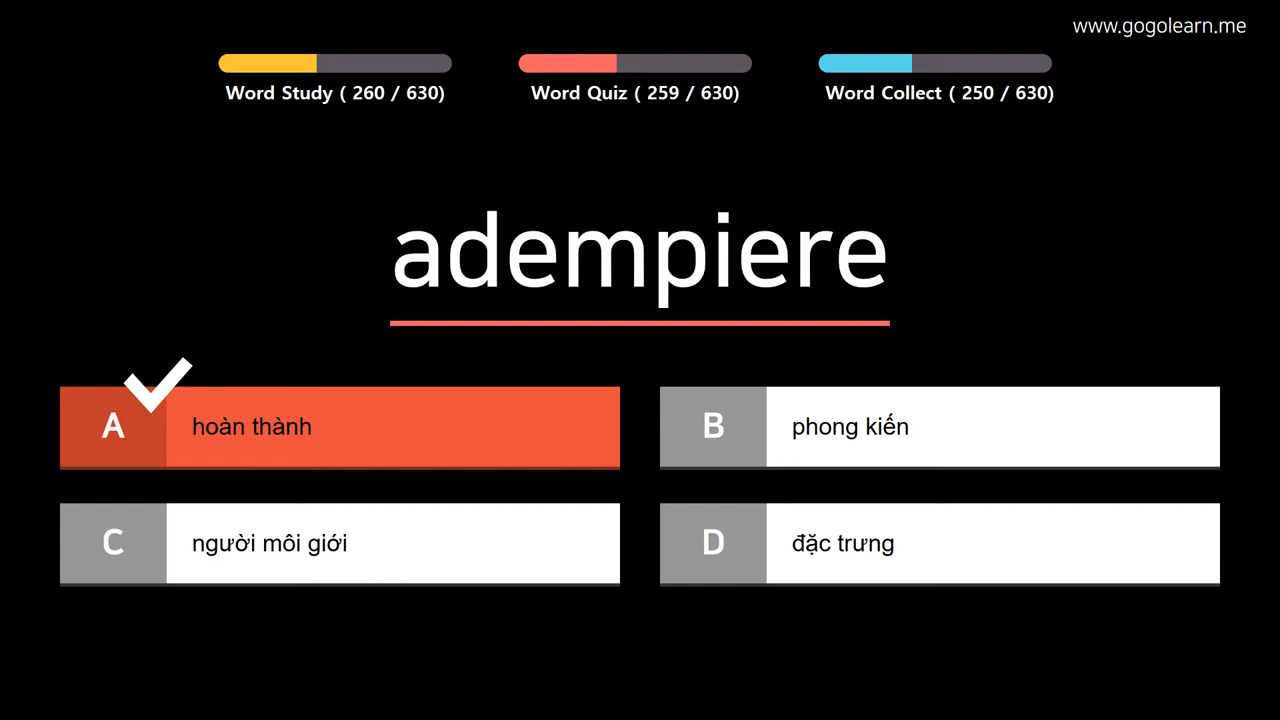 www.gogolearn.me
Word Study ( 260 / 630)
Word Quiz ( 259 / 630)
Word Collect ( 250 / 630)
adempiere
A hoàn thành
B phong kiến
C người môi giới
D đặc trưng